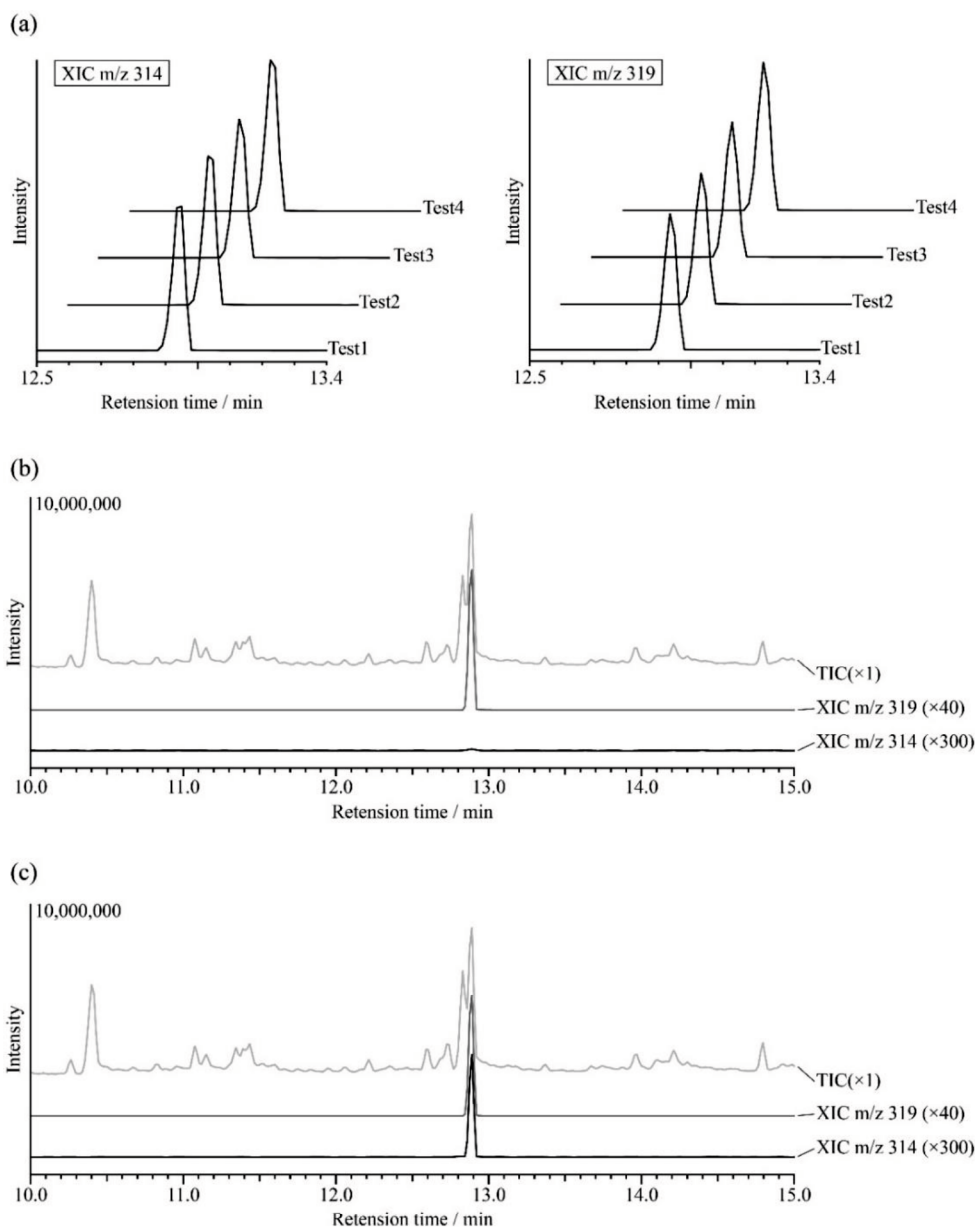 (a)
XIC m/z 314
XIC m/z 319
Intensity
Test4
Test3
Test2
Test1
12.5
13.4
Retension time / min
Intensity
Test4
Test3
Test2
Test1
12.5
13.4
Retension time / min
(b)
10,000,000
Intensity
TIC(×1)
XIC m/z 319 (×40)
XIC m/z 314 (×300)
10.0 11.0 12.0 13.0 14.0 15.0
Retension time / min
(c)
10,000,000
Intensity
TIC(×1)
XIC m/z 319 (×40)
XIC m/z 314 (×300)
10.0 11.0 12.0 13.0 14.0 15.0
Retension time / min